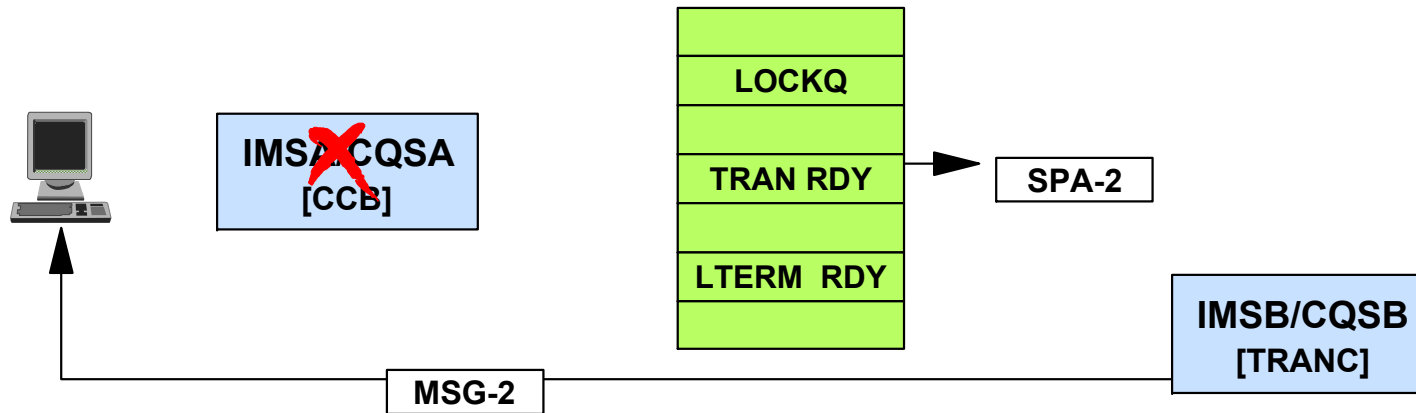 LOCKQ
IMSA/CQSA
[CCB]
TRAN RDY
SPA-2
LTERM RDY
IMSB/CQSB
[TRANC]
MSG-2